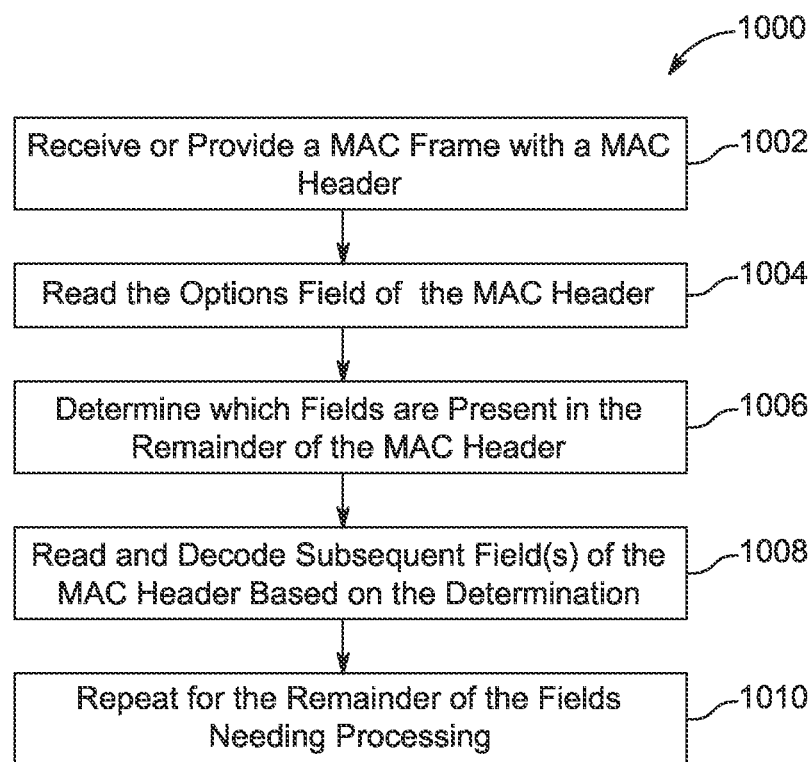 1000
Receive or Provide a MAC Frame with a MAC
Header
1002
Read the Options Field of the MAC Header
1004
Determine which Fields are Present in the
Remainder of the MAC Header
1006
Read and Decode Subsequent Field(s) of the
MAC Header Based on the Determination
1008
Repeat for the Remainder of the Fields
Needing Processing
1010